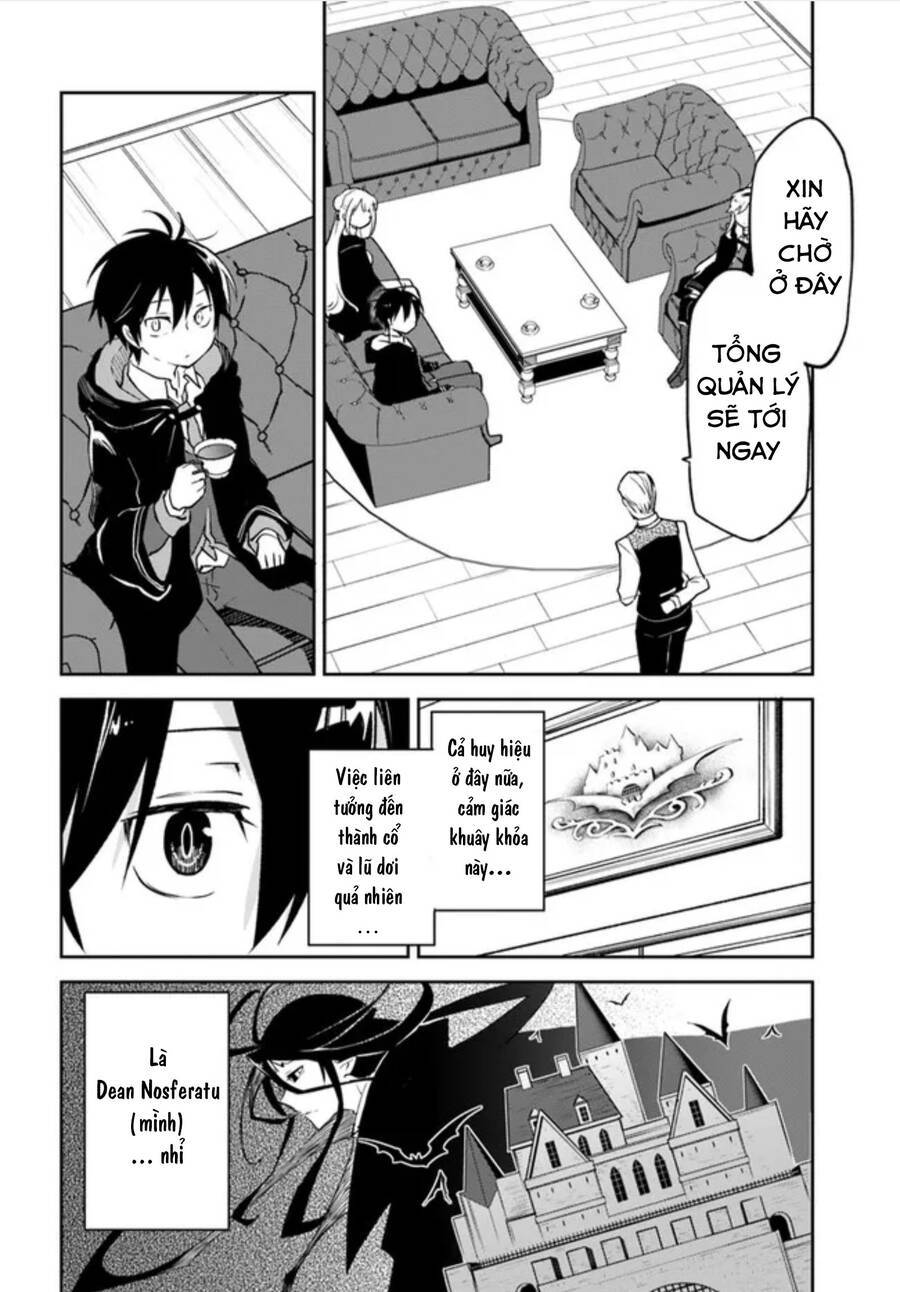 XIN
HÃY
CHỜ
Ở ĐÂY
TỔNG
QUẢN LÝ
SẼ TỚI
NGAY
Cả huy hiệu
ở đây nữa,
cảm giác
khuây khỏa
này...
Việc liên
tưởng đến
thành cổ
và lũ dơi
quả nhiên
...
Là
Dean Nosferatu
(mình)
... nhỉ